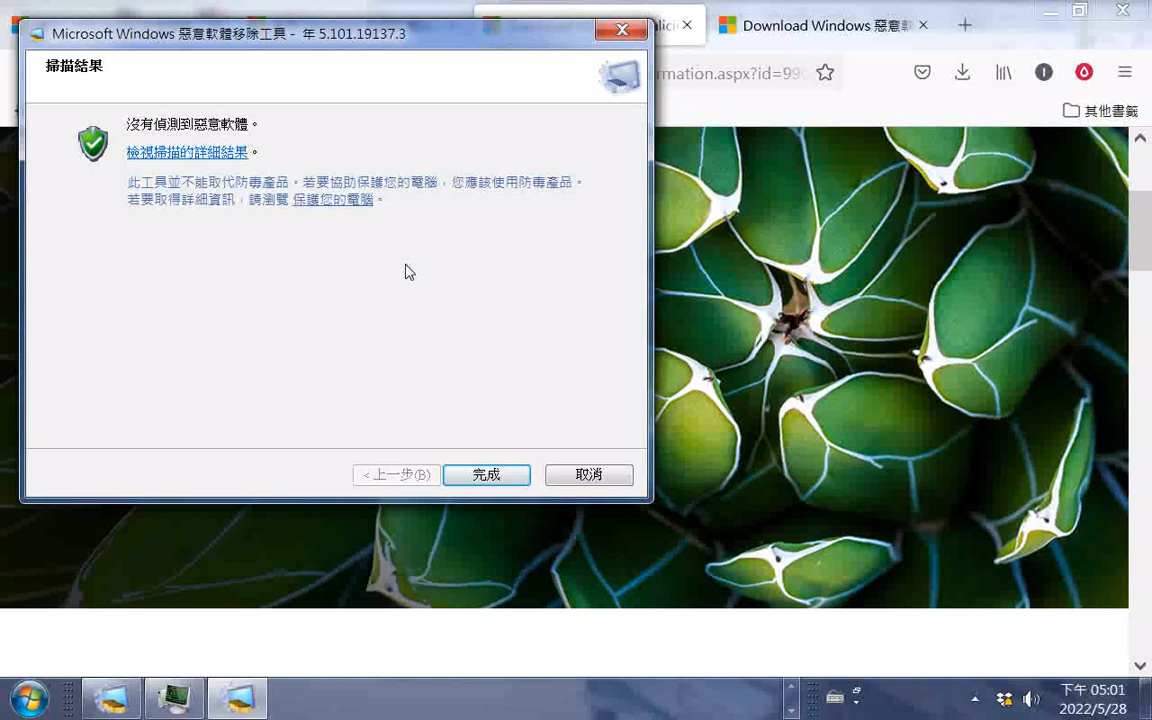 Microsoft Windows 惡意軟體移除工具 - 年 5.101.19137.3
Download Windows 惡意軟
掃描結果
rmation.aspx?id=99
其他書籤
沒有偵測到惡意軟體。
檢視掃描的詳細結果。
此工具並不能取代防毒產品。若要協助保護您的電腦，您應該使用防毒產品。
若要取得詳細資訊，請瀏覽 保護您的電腦。
< 上一步(B)
完成
取消
下午 05:01
2022/5/28